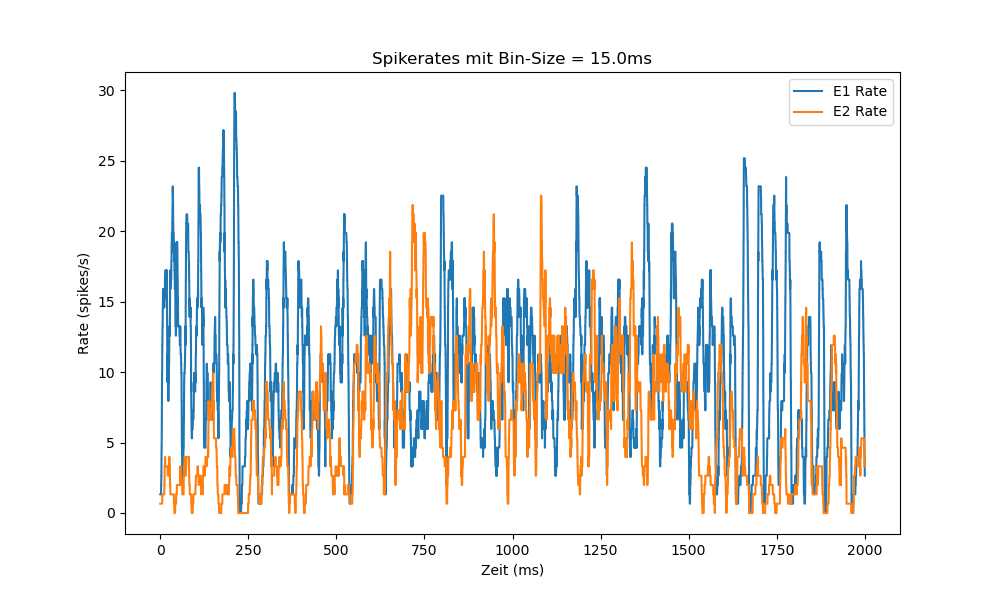 Spikerates mit Bin-Size = 15.0ms
E1 Rate
E2 Rate
Rate (spikes/s)
30
25
20
15
10
5
0
0 250 500 750 1000 1250 1500 1750 2000
Zeit (ms)